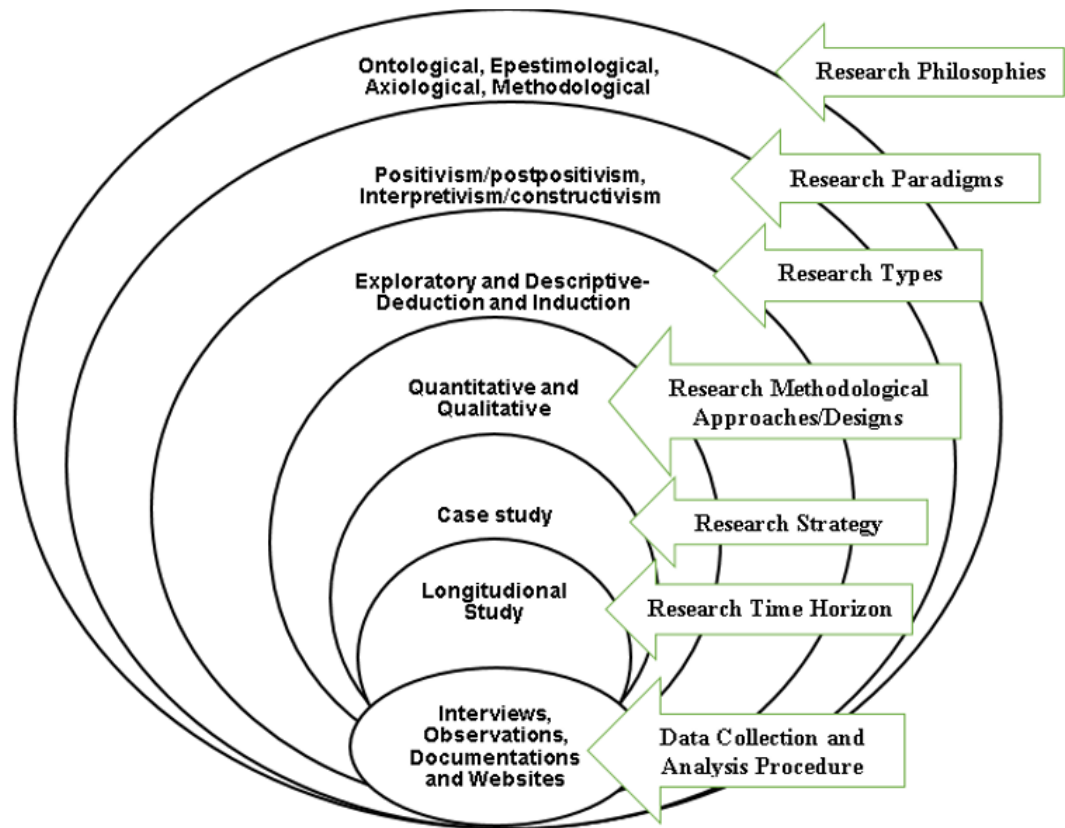 Ontological, Epestimological,
Axiological, Methodological
Research Philosophies
Positivism/postpositivism,
Interpretivism/constructivism
Research Paradigms
Exploratory and Descriptive-
Deduction and Induction
Research Types
Quantitative and
Qualitative
Research Methodological
Approaches/Designs
Case study
Research Strategy
Longitudional
Study
Research Time Horizon
Interviews,
Observations,
Documentations
and Websites
Data Collection and
Analysis Procedure